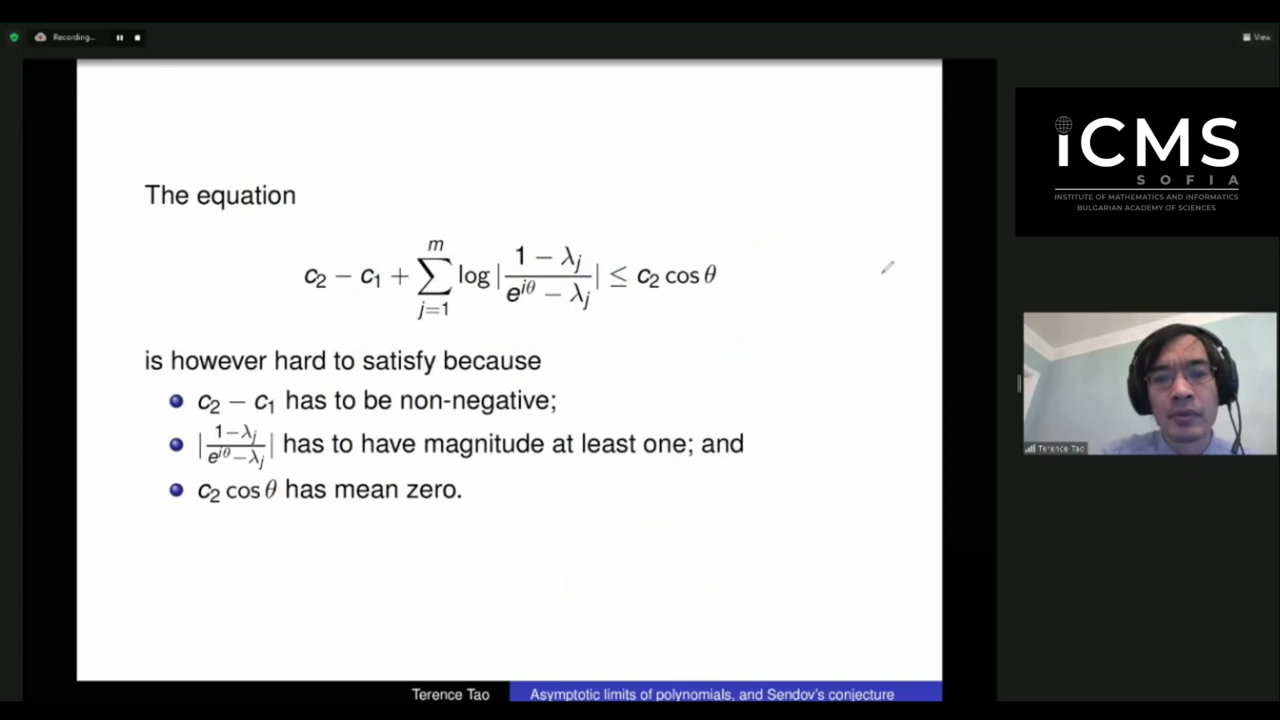 Recording...
View
The equation
c₂ − c₁ + ∑_{j=1}^{m} log|(1 − λⱼ)/(e^{iθ} − λⱼ)| ≤ c₂ cos θ
is however hard to satisfy because
c₂ − c₁ has to be non-negative;
|(1−λⱼ)/(e^{iθ}−λⱼ)| has to have magnitude at least one; and
c₂ cos θ has mean zero.
Terence Tao
Asymptotic limits of polynomials, and Sendov's conjecture
iCMS
SOFIA
INSTITUTE OF MATHEMATICS AND INFORMATICS
BULGARIAN ACADEMY OF SCIENCES
Terence Tao